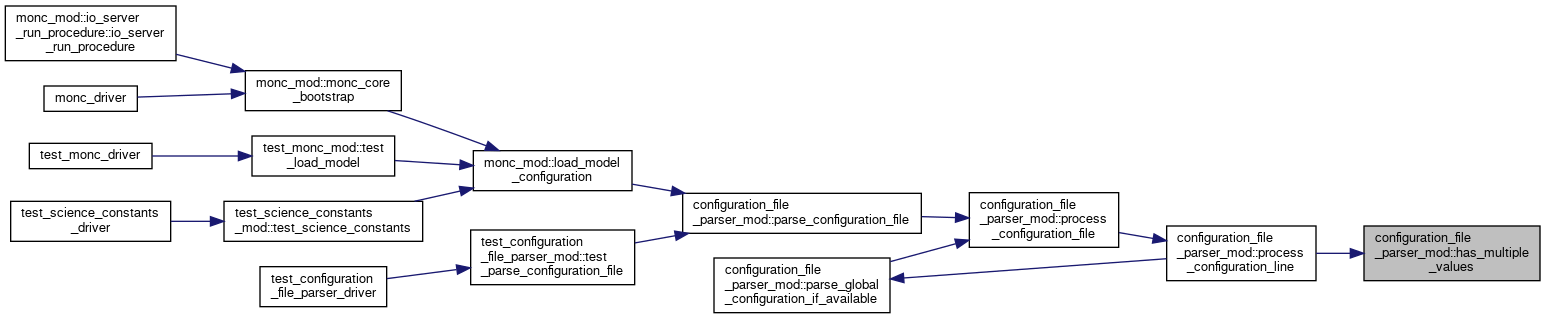 monc_mod::io_server
_run_procedure::io_server
_run_procedure
monc_driver
monc_mod::monc_core
_bootstrap
test_monc_driver
test_monc_mod::test
_load_model
test_science_constants
_driver
test_science_constants
_mod::test_science_constants
monc_mod::load_model
_configuration
test_configuration
_file_parser_driver
test_configuration
_file_parser_mod::test
_parse_configuration_file
configuration_file
_parser_mod::parse_configuration_file
configuration_file
_parser_mod::parse_global
_configuration_if_available
configuration_file
_parser_mod::process
_configuration_file
configuration_file
_parser_mod::process
_configuration_line
configuration_file
_parser_mod::has_multiple
_values